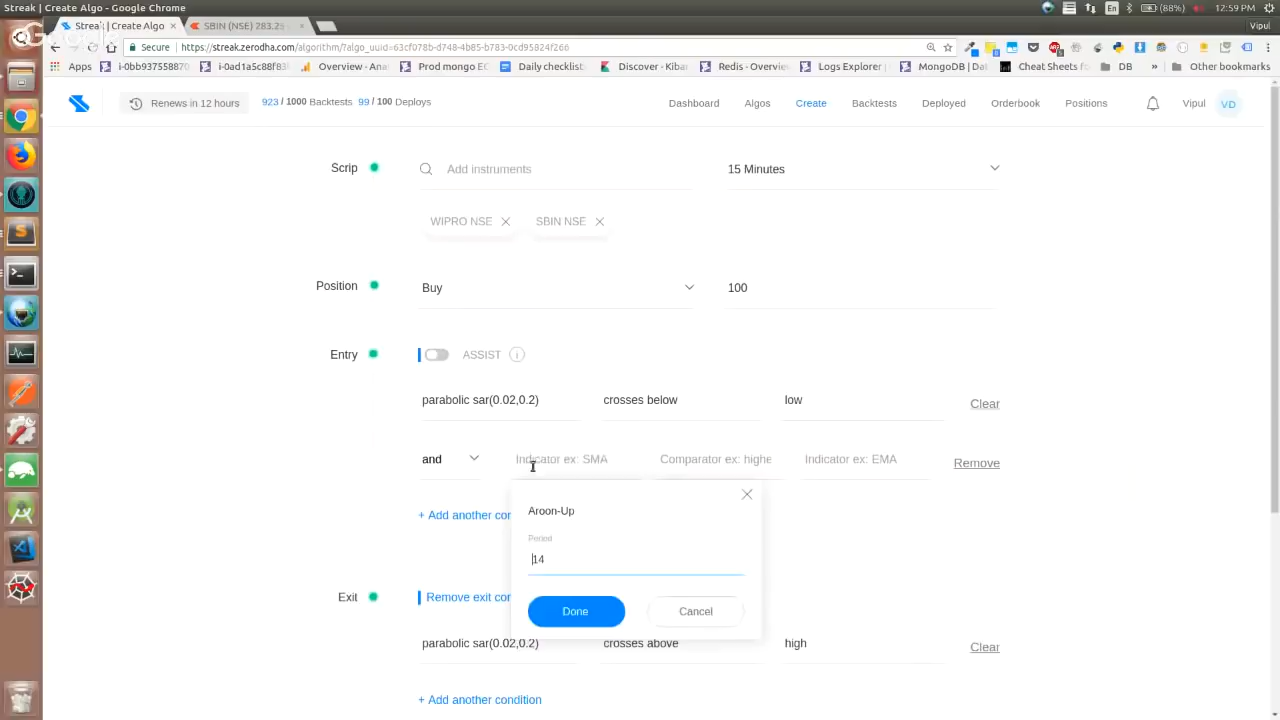 Streak | Create Algo - Google Chrome
En
(88%)
12:59 PM
Streak | Create Algo
SBIN (NSE) 283.2
Vipul
Secure
https://streak.zerodha.com/algorithm/?algo_uuid=63cf078b-d748-4b85-b783-0cd95824f266
Apps
i-0bb937558870
i-0ad1a5c88f83
Overview - Ana
Prod mongo EC
Daily checklist
Discover - Kiba
Redis - Overvie
Logs Explorer
MongoDB | Dat
Cheat Sheets fo
DB
»
Other bookmarks
Renews in 12 hours
923 / 1000 Backtests 99 / 100 Deploys
Dashboard
Algos
Create
Backtests
Deployed
Orderbook
Positions
Vipul
VD
Scrip
Add instruments
15 Minutes
WIPRO NSE
SBIN NSE
Position
Buy
100
Entry
ASSIST
i
parabolic sar(0.02,0.2)
crosses below
low
Clear
and
Indicator ex: SMA
Comparator ex: highe
Indicator ex: EMA
Remove
+ Add another con
Aroon-Up
Period
14
Done
Cancel
Exit
Remove exit con
parabolic sar(0.02,0.2)
crosses above
high
Clear
+ Add another condition